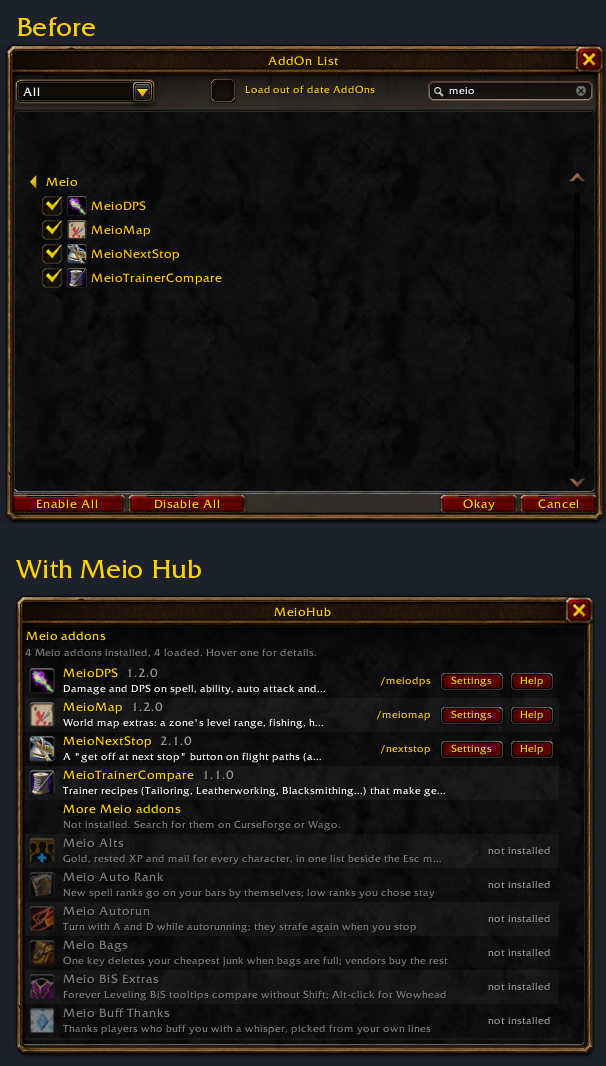 Before
AddOn List
All
Load out of date AddOns
meio
Meio
MeioDPS
MeioMap
MeioNextStop
MeioTrainerCompare
Enable All
Disable All
Okay
Cancel
With Meio Hub
MeioHub
Meio addons
4 Meio addons installed, 4 loaded. Hover one for details.
MeioDPS 1.2.0
Damage and DPS on spell, ability, auto attack and...
/meiodps
Settings
Help
MeioMap 1.2.0
World map extras: a zone's level range, fishing, h...
/meiomap
Settings
Help
MeioNextStop 2.1.0
A "get off at next stop" button on flight paths (a...
/nextstop
Settings
Help
MeioTrainerCompare 1.1.0
Trainer recipes (Tailoring, Leatherworking, Blacksmithing...) that make ge...
More Meio addons
Not installed. Search for them on CurseForge or Wago.
Meio Alts
Gold, rested XP and mail for every character, in one list beside the Esc m...
not installed
Meio Auto Rank
New spell ranks go on your bars by themselves; low ranks you chose stay
not installed
Meio Autorun
Turn with A and D while autorunning; they strafe again when you stop
not installed
Meio Bags
One key deletes your cheapest junk when bags are full; vendors buy the rest
not installed
Meio BiS Extras
Forever Leveling BiS tooltips compare without Shift; Alt-click for Wowhead
not installed
Meio Buff Thanks
Thanks players who buff you with a whisper, picked from your own lines
not installed